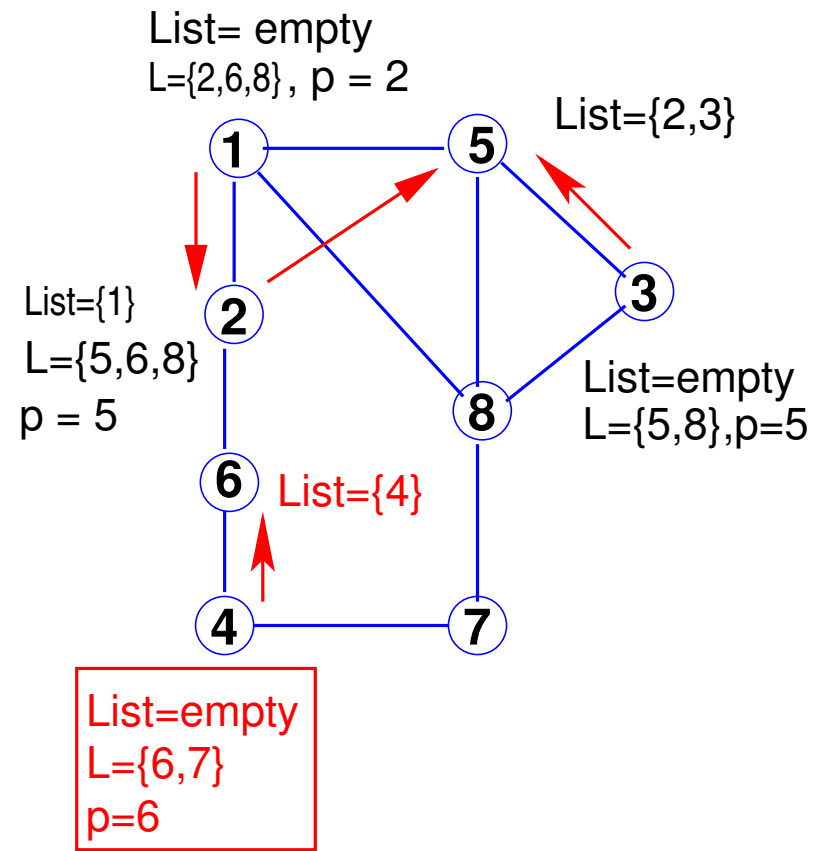 List= empty
L={2,6,8}, p = 2
List={2,3}
1
5
3
List={1}
2
L={5,6,8}
p = 5
List=empty
L={5,8},p=5
8
6
List={4}
4
7
List=empty
L={6,7}
p=6